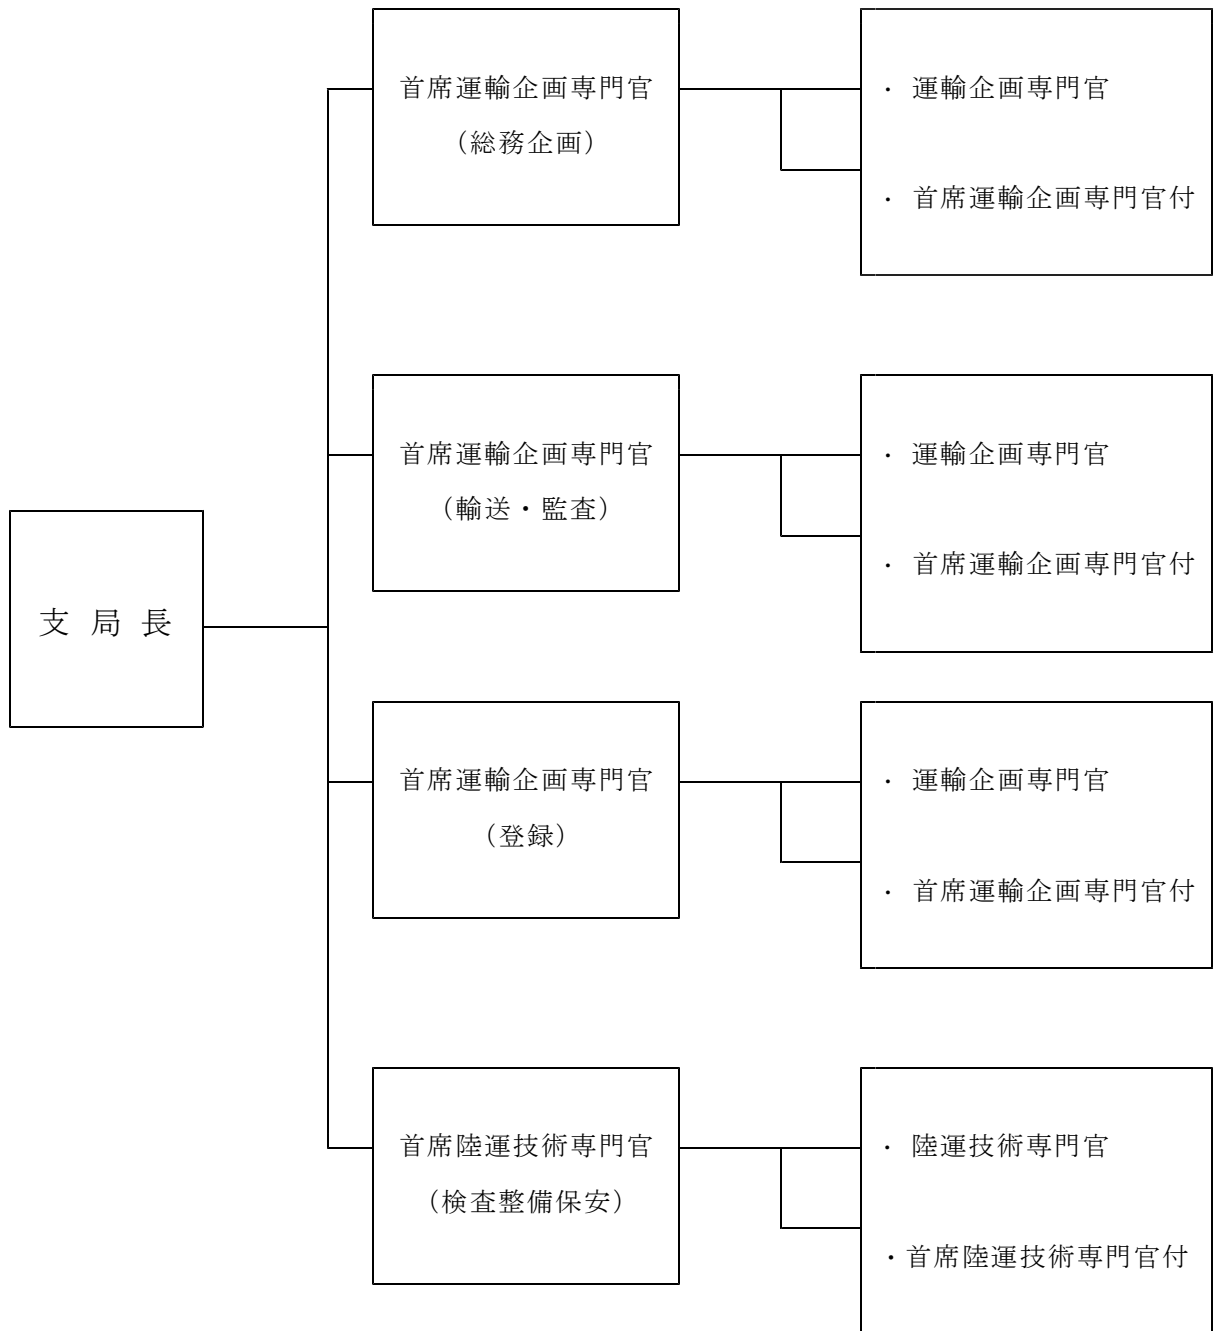 首席運輸企画専門官
（総務企画）
・ 運輸企画専門官
・ 首席運輸企画専門官付
首席運輸企画専門官
（輸送・監査）
・ 運輸企画専門官
・ 首席運輸企画専門官付
支 局 長
首席運輸企画専門官
（登録）
・ 運輸企画専門官
・ 首席運輸企画専門官付
首席陸運技術専門官
（検査整備保安）
・ 陸運技術専門官
・首席陸運技術専門官付